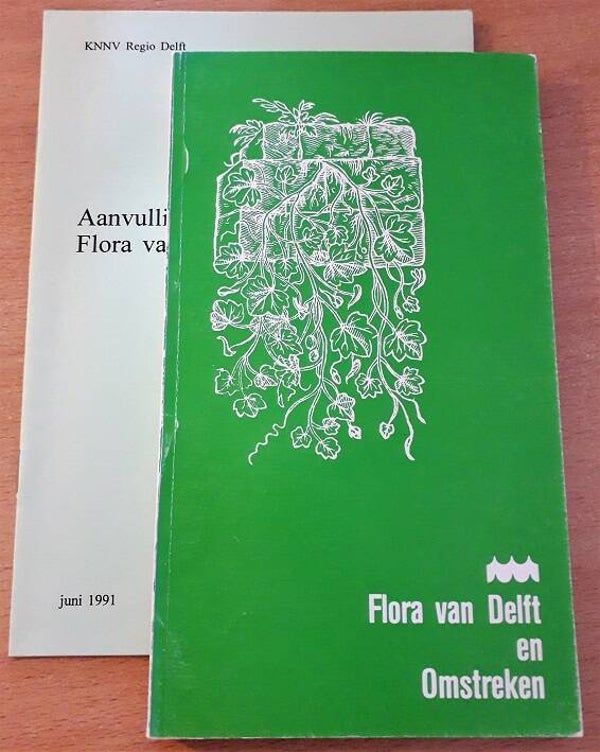 KNNV Regio Delft
Aanvulli
Flora va
juni 1991
Flora van Delft
en
Omstreken